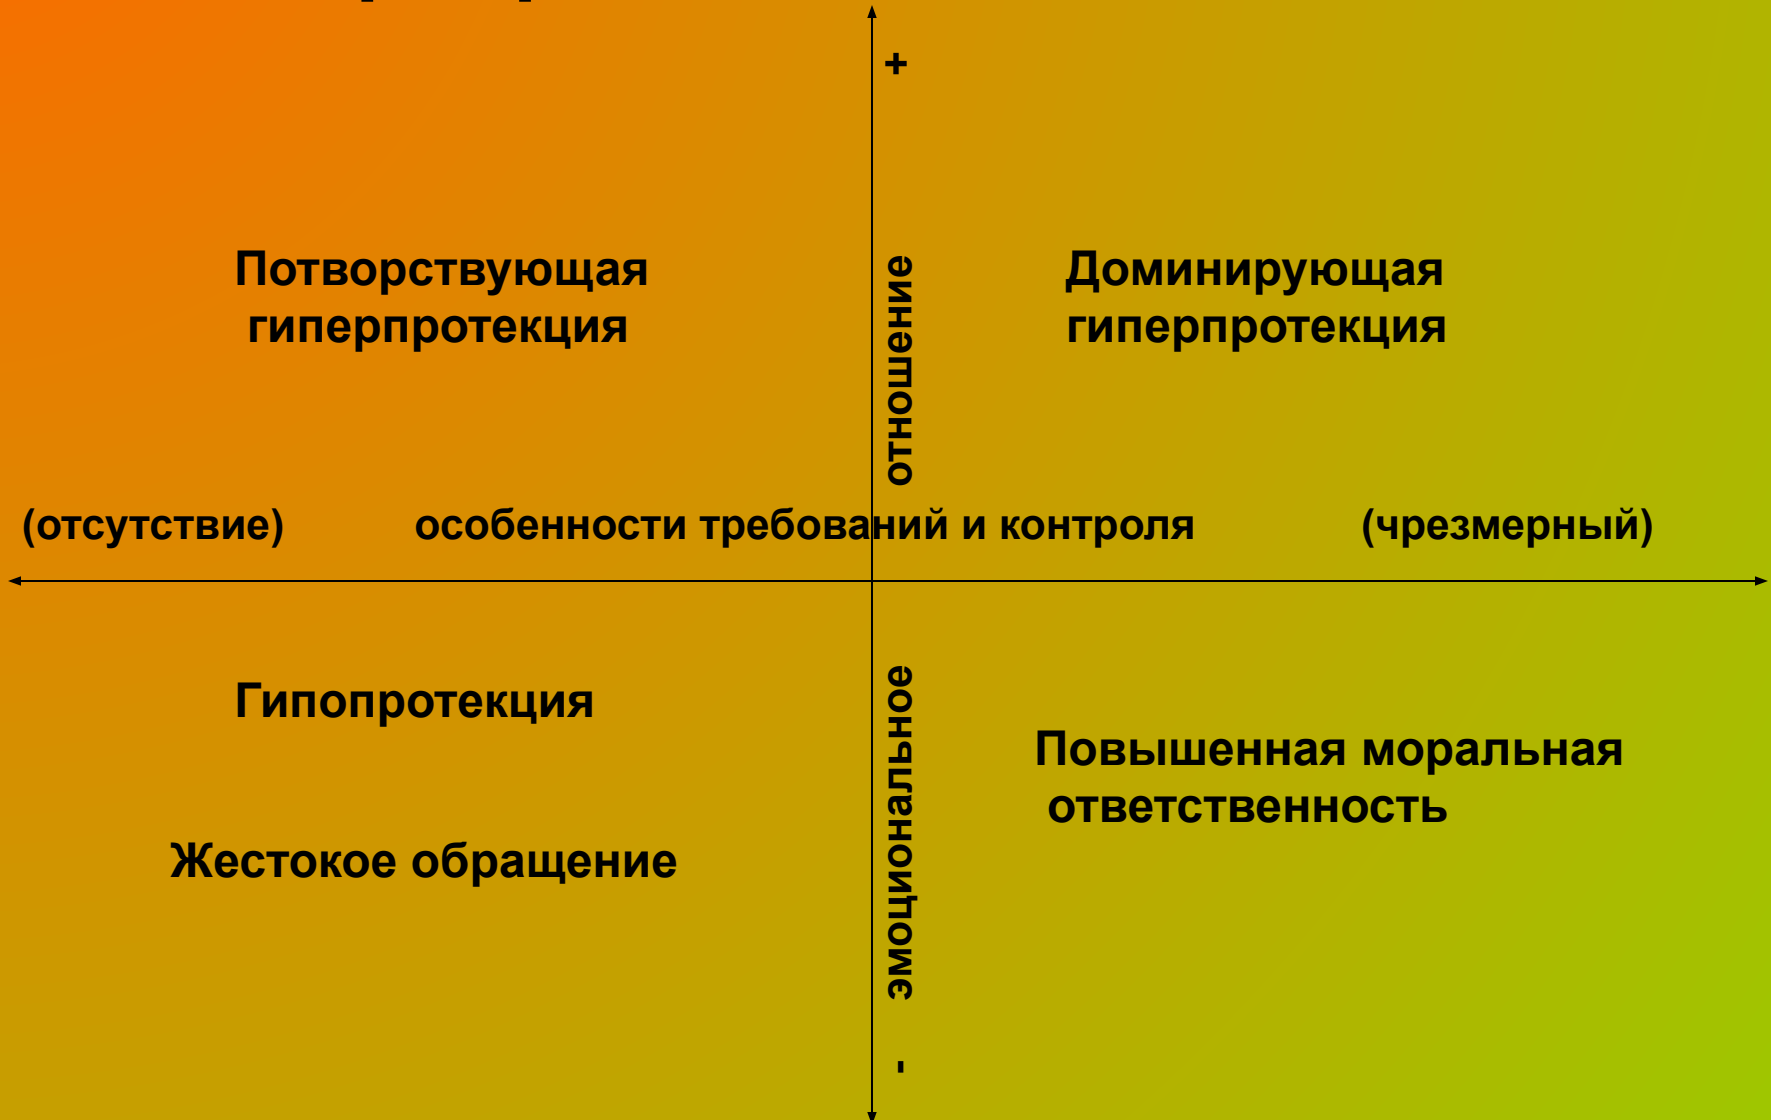 +
Потворствующая
гиперпротекция
Доминирующая
гиперпротекция
(отсутствие) особенности требований и контроля (чрезмерный)
Гипопротекция
Жестокое обращение
Повышенная моральная
ответственность
- эмоциональное отношение